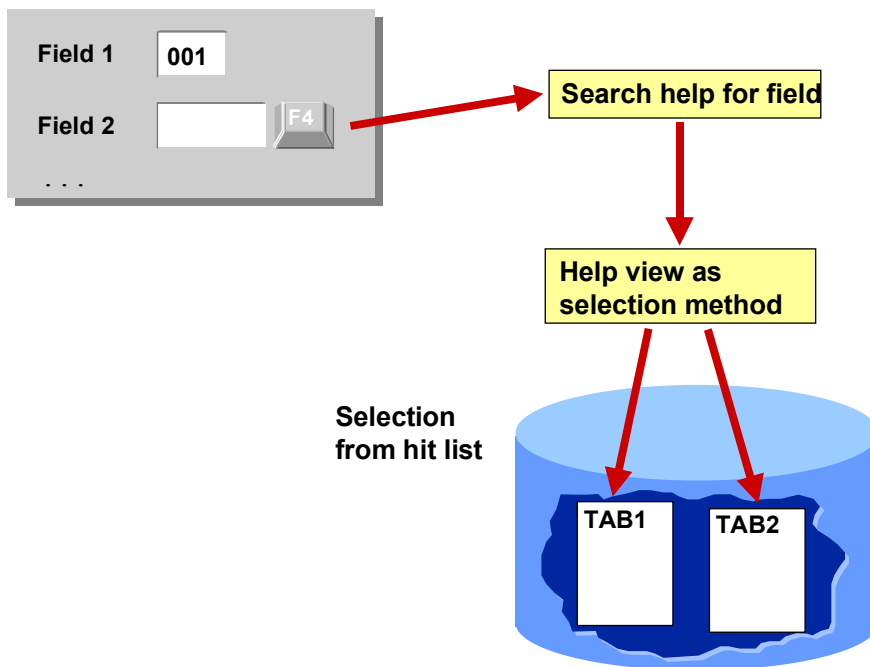 Field 1
001
Field 2
F4
. . .
Search help for field
Help view as
selection method
Selection
from hit list
TAB1
TAB2